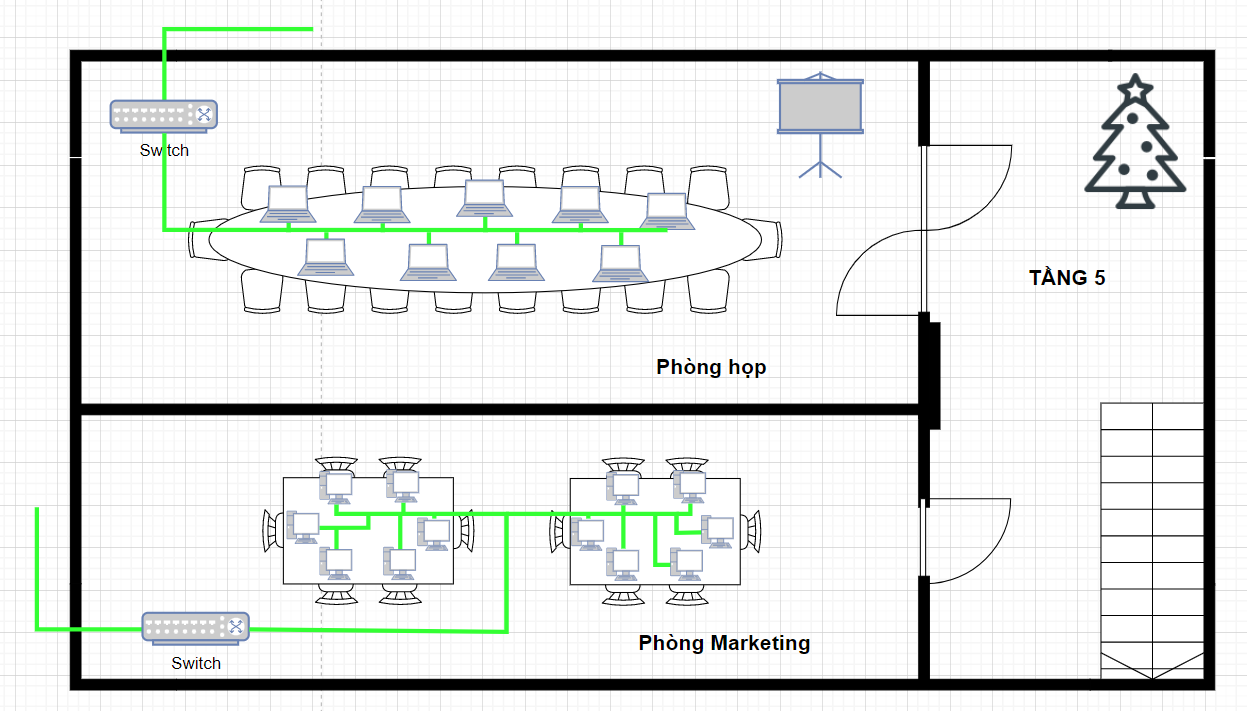 Switch
TẦNG 5
Phòng họp
Phòng Marketing
Switch